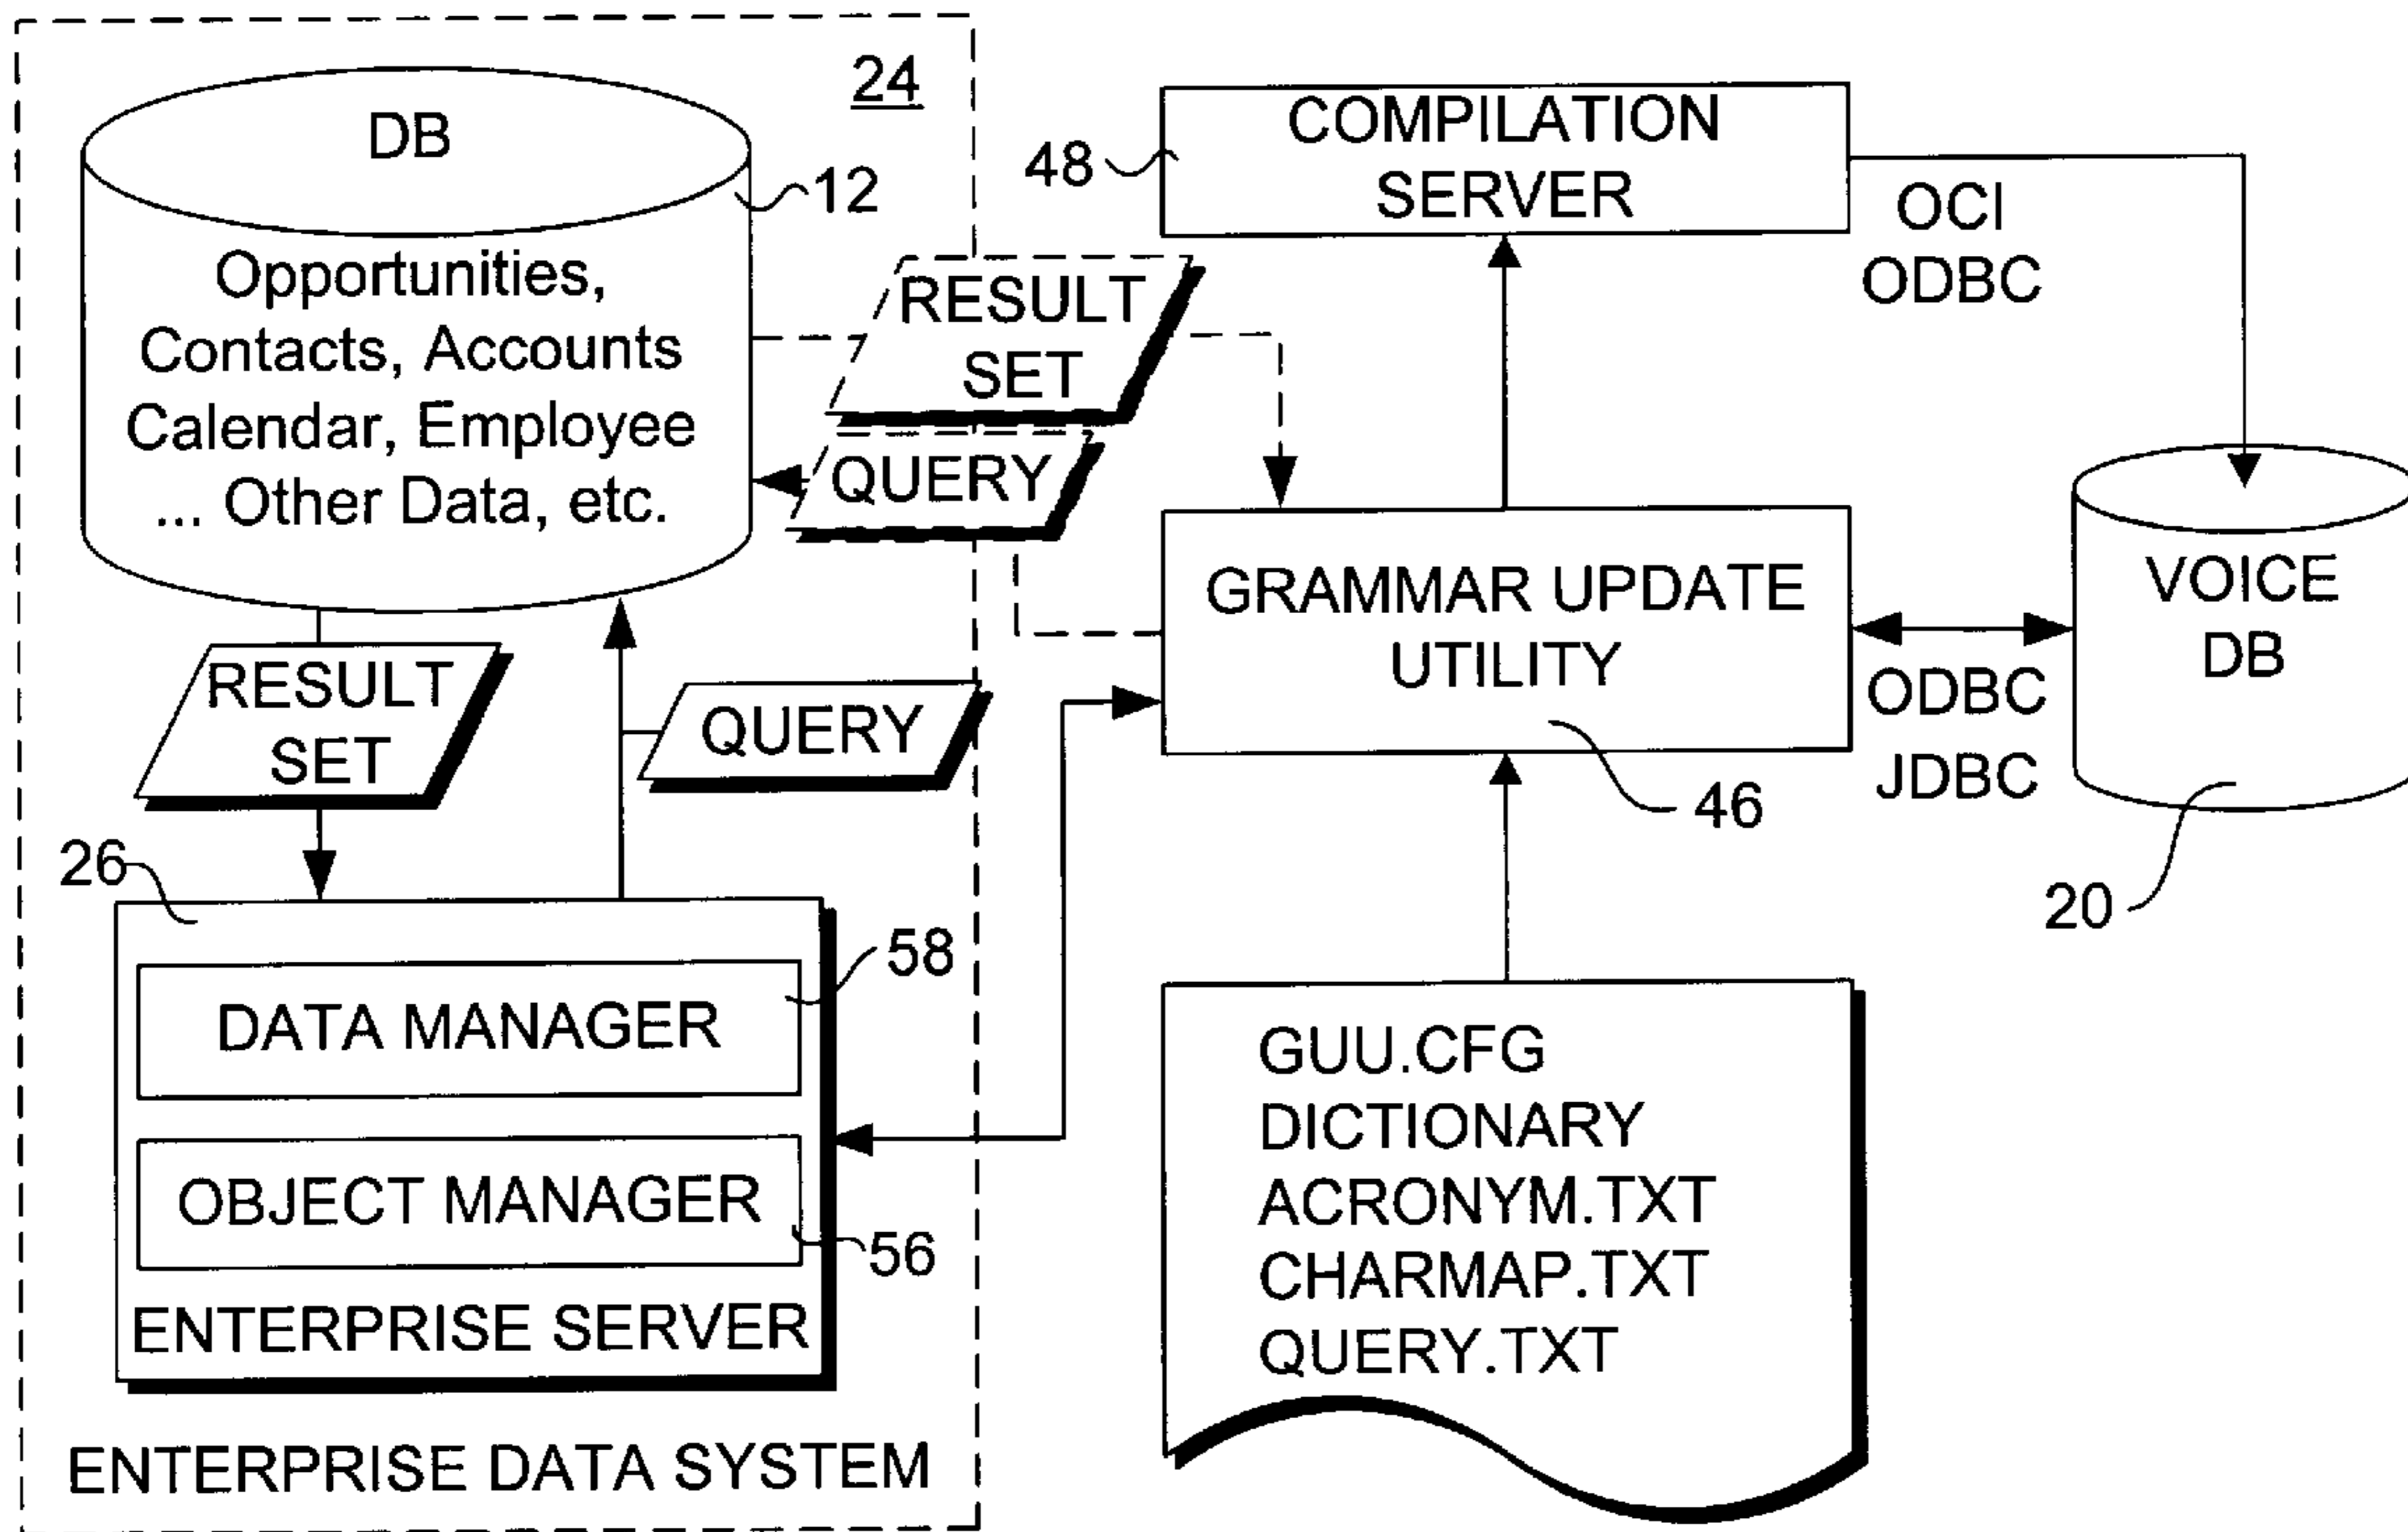 24
DB
12
Opportunities,
Contacts, Accounts
Calendar, Employee
... Other Data, etc.
RESULT
SET
QUERY
RESULT
SET
QUERY
26
58
DATA MANAGER
OBJECT MANAGER
56
ENTERPRISE SERVER
ENTERPRISE DATA SYSTEM
48
COMPILATION
SERVER
OCI
ODBC
GRAMMAR UPDATE
UTILITY
46
ODBC
JDBC
VOICE
DB
20
GUU.CFG
DICTIONARY
ACRONYM.TXT
CHARMAP.TXT
QUERY.TXT